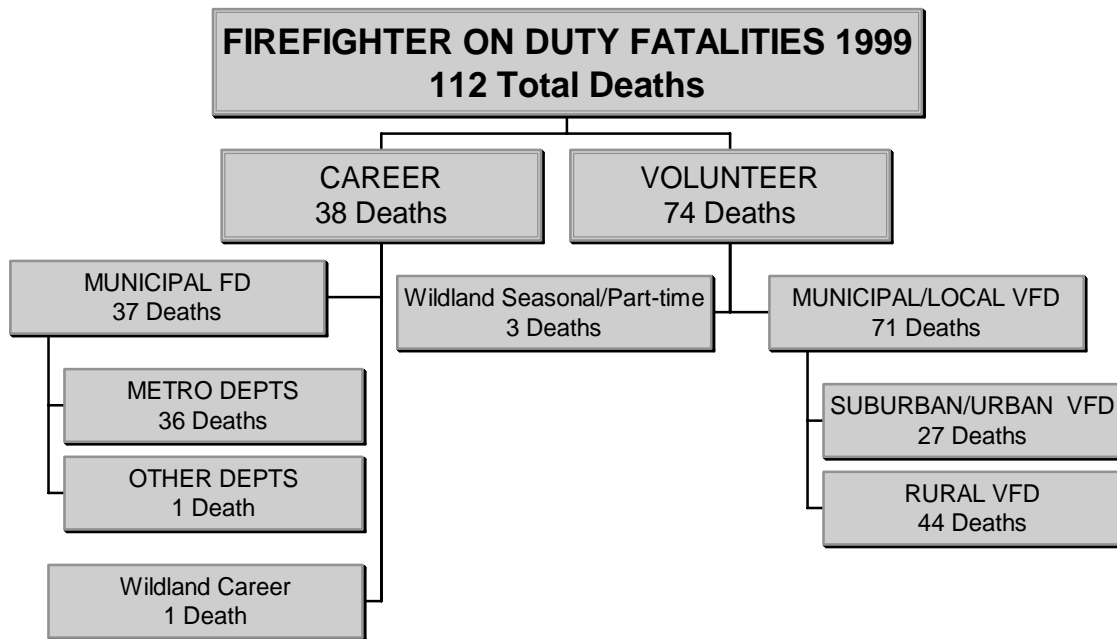 FIREFIGHTER ON DUTY FATALITIES 1999
112 Total Deaths
CAREER
38 Deaths
VOLUNTEER
74 Deaths
MUNICIPAL FD
37 Deaths
Wildland Seasonal/Part-time
3 Deaths
MUNICIPAL/LOCAL VFD
71 Deaths
METRO DEPTS
36 Deaths
SUBURBAN/URBAN VFD
27 Deaths
OTHER DEPTS
1 Death
RURAL VFD
44 Deaths
Wildland Career
1 Death